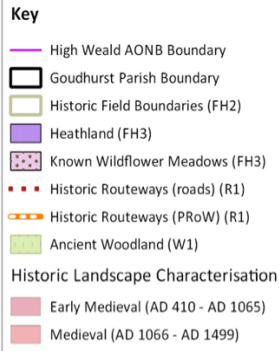 Key
High Weald AONB Boundary
Goudhurst Parish Boundary
Historic Field Boundaries (FH2)
Heathland (FH3)
Known Wildflower Meadows (FH3)
Historic Routeways (roads) (R1)
Historic Routeways (PRoW) (R1)
Ancient Woodland (W1)
Historic Landscape Characterisation
Early Medieval (AD 410 - AD 1065)
Medieval (AD 1066 - AD 1499)